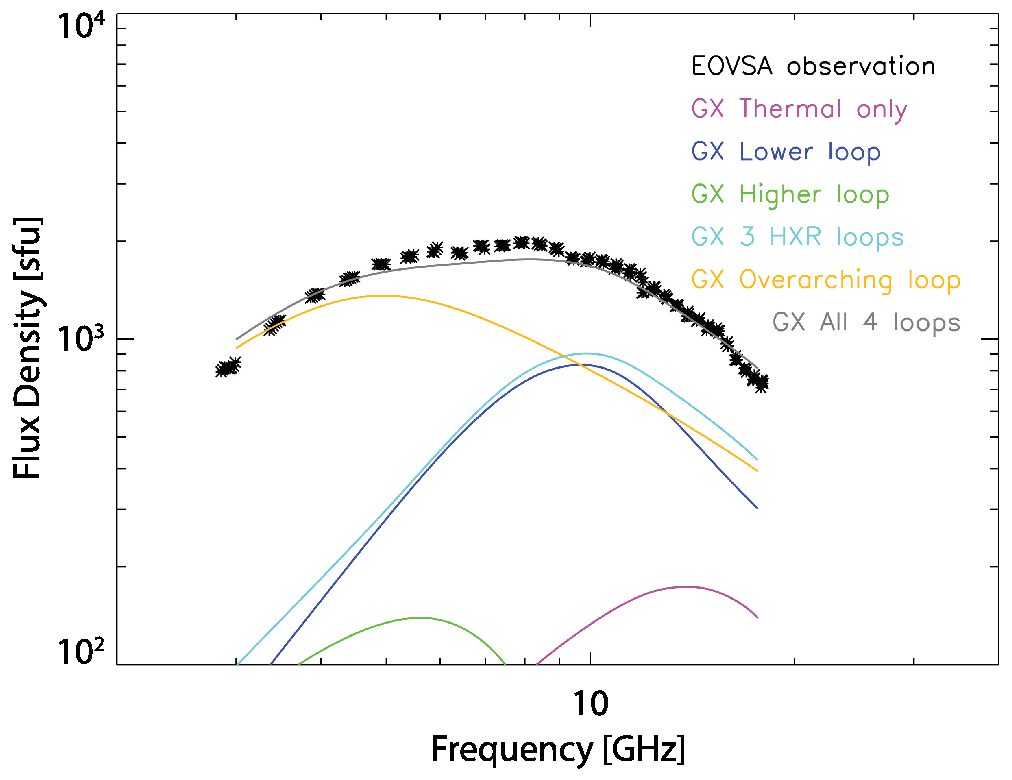 10⁴
EOVSA observation
GX Thermal only
GX Lower loop
GX Higher loop
GX 3 HXR loops
GX Overarching loop
GX All 4 loops
Flux Density [sfu]
10³
10²
10
Frequency [GHz]